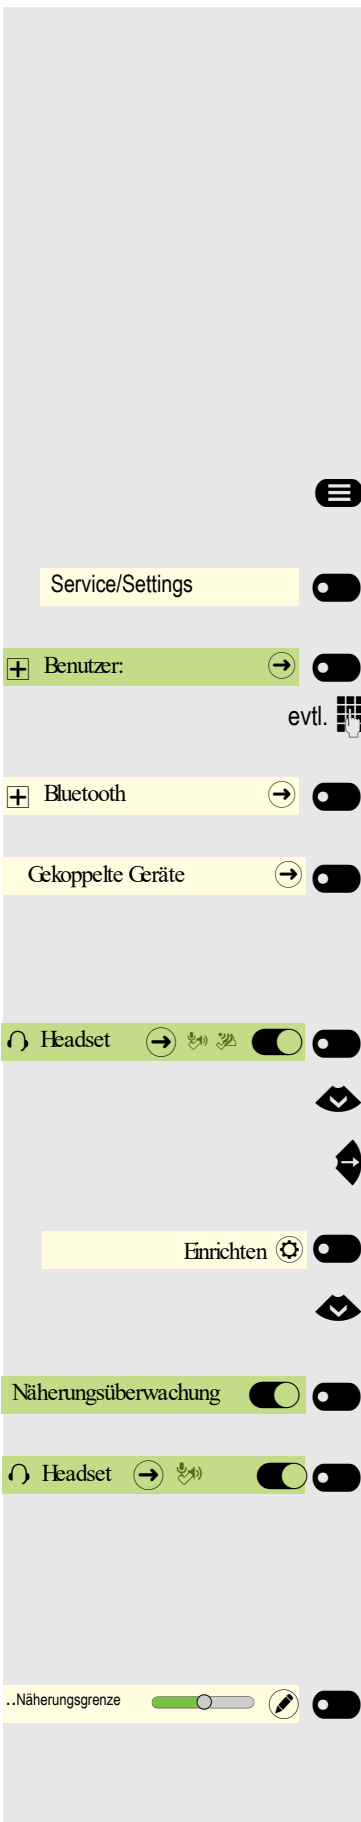 Service/Settings
Benutzer:
evtl.
Bluetooth
Gekoppelte Geräte
Headset
Einrichten
Näherungsüberwachung
Headset
..Näherungsgrenze